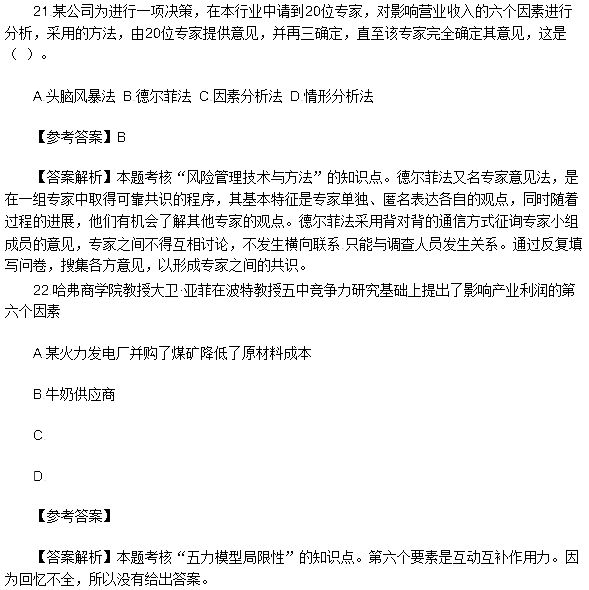 21.某公司为进行一项决策，在本行业中请到20位专家，对影响营业收入的六个因素进行
分析，采用的方法，由20位专家提供意见，并再三确定，直至该专家完全确定其意见，这是
（ ）。
A.头脑风暴法 B.德尔菲法 C.因素分析法 D.情形分析法
【参考答案】B
【答案解析】本题考核“风险管理技术与方法”的知识点。德尔菲法又名专家意见法，是
在一组专家中取得可靠共识的程序，其基本特征是专家单独、匿名表达各自的观点，同时随着
过程的进展，他们有机会了解其他专家的观点。德尔菲法采用背对背的通信方式征询专家小组
成员的意见，专家之间不得互相讨论，不发生横向联系.只能与调查人员发生关系。通过反复填
写问卷，搜集各方意见，以形成专家之间的共识。
22.哈弗商学院教授大卫·亚菲在波特教授五中竞争力研究基础上提出了影响产业利润的第
六个因素
A.某火力发电厂并购了煤矿降低了原材料成本
B.牛奶供应商
C.
D.
【参考答案】
【答案解析】本题考核“五力模型局限性”的知识点。第六个要素是互动互补作用力。因
为回忆不全，所以没有给出答案。